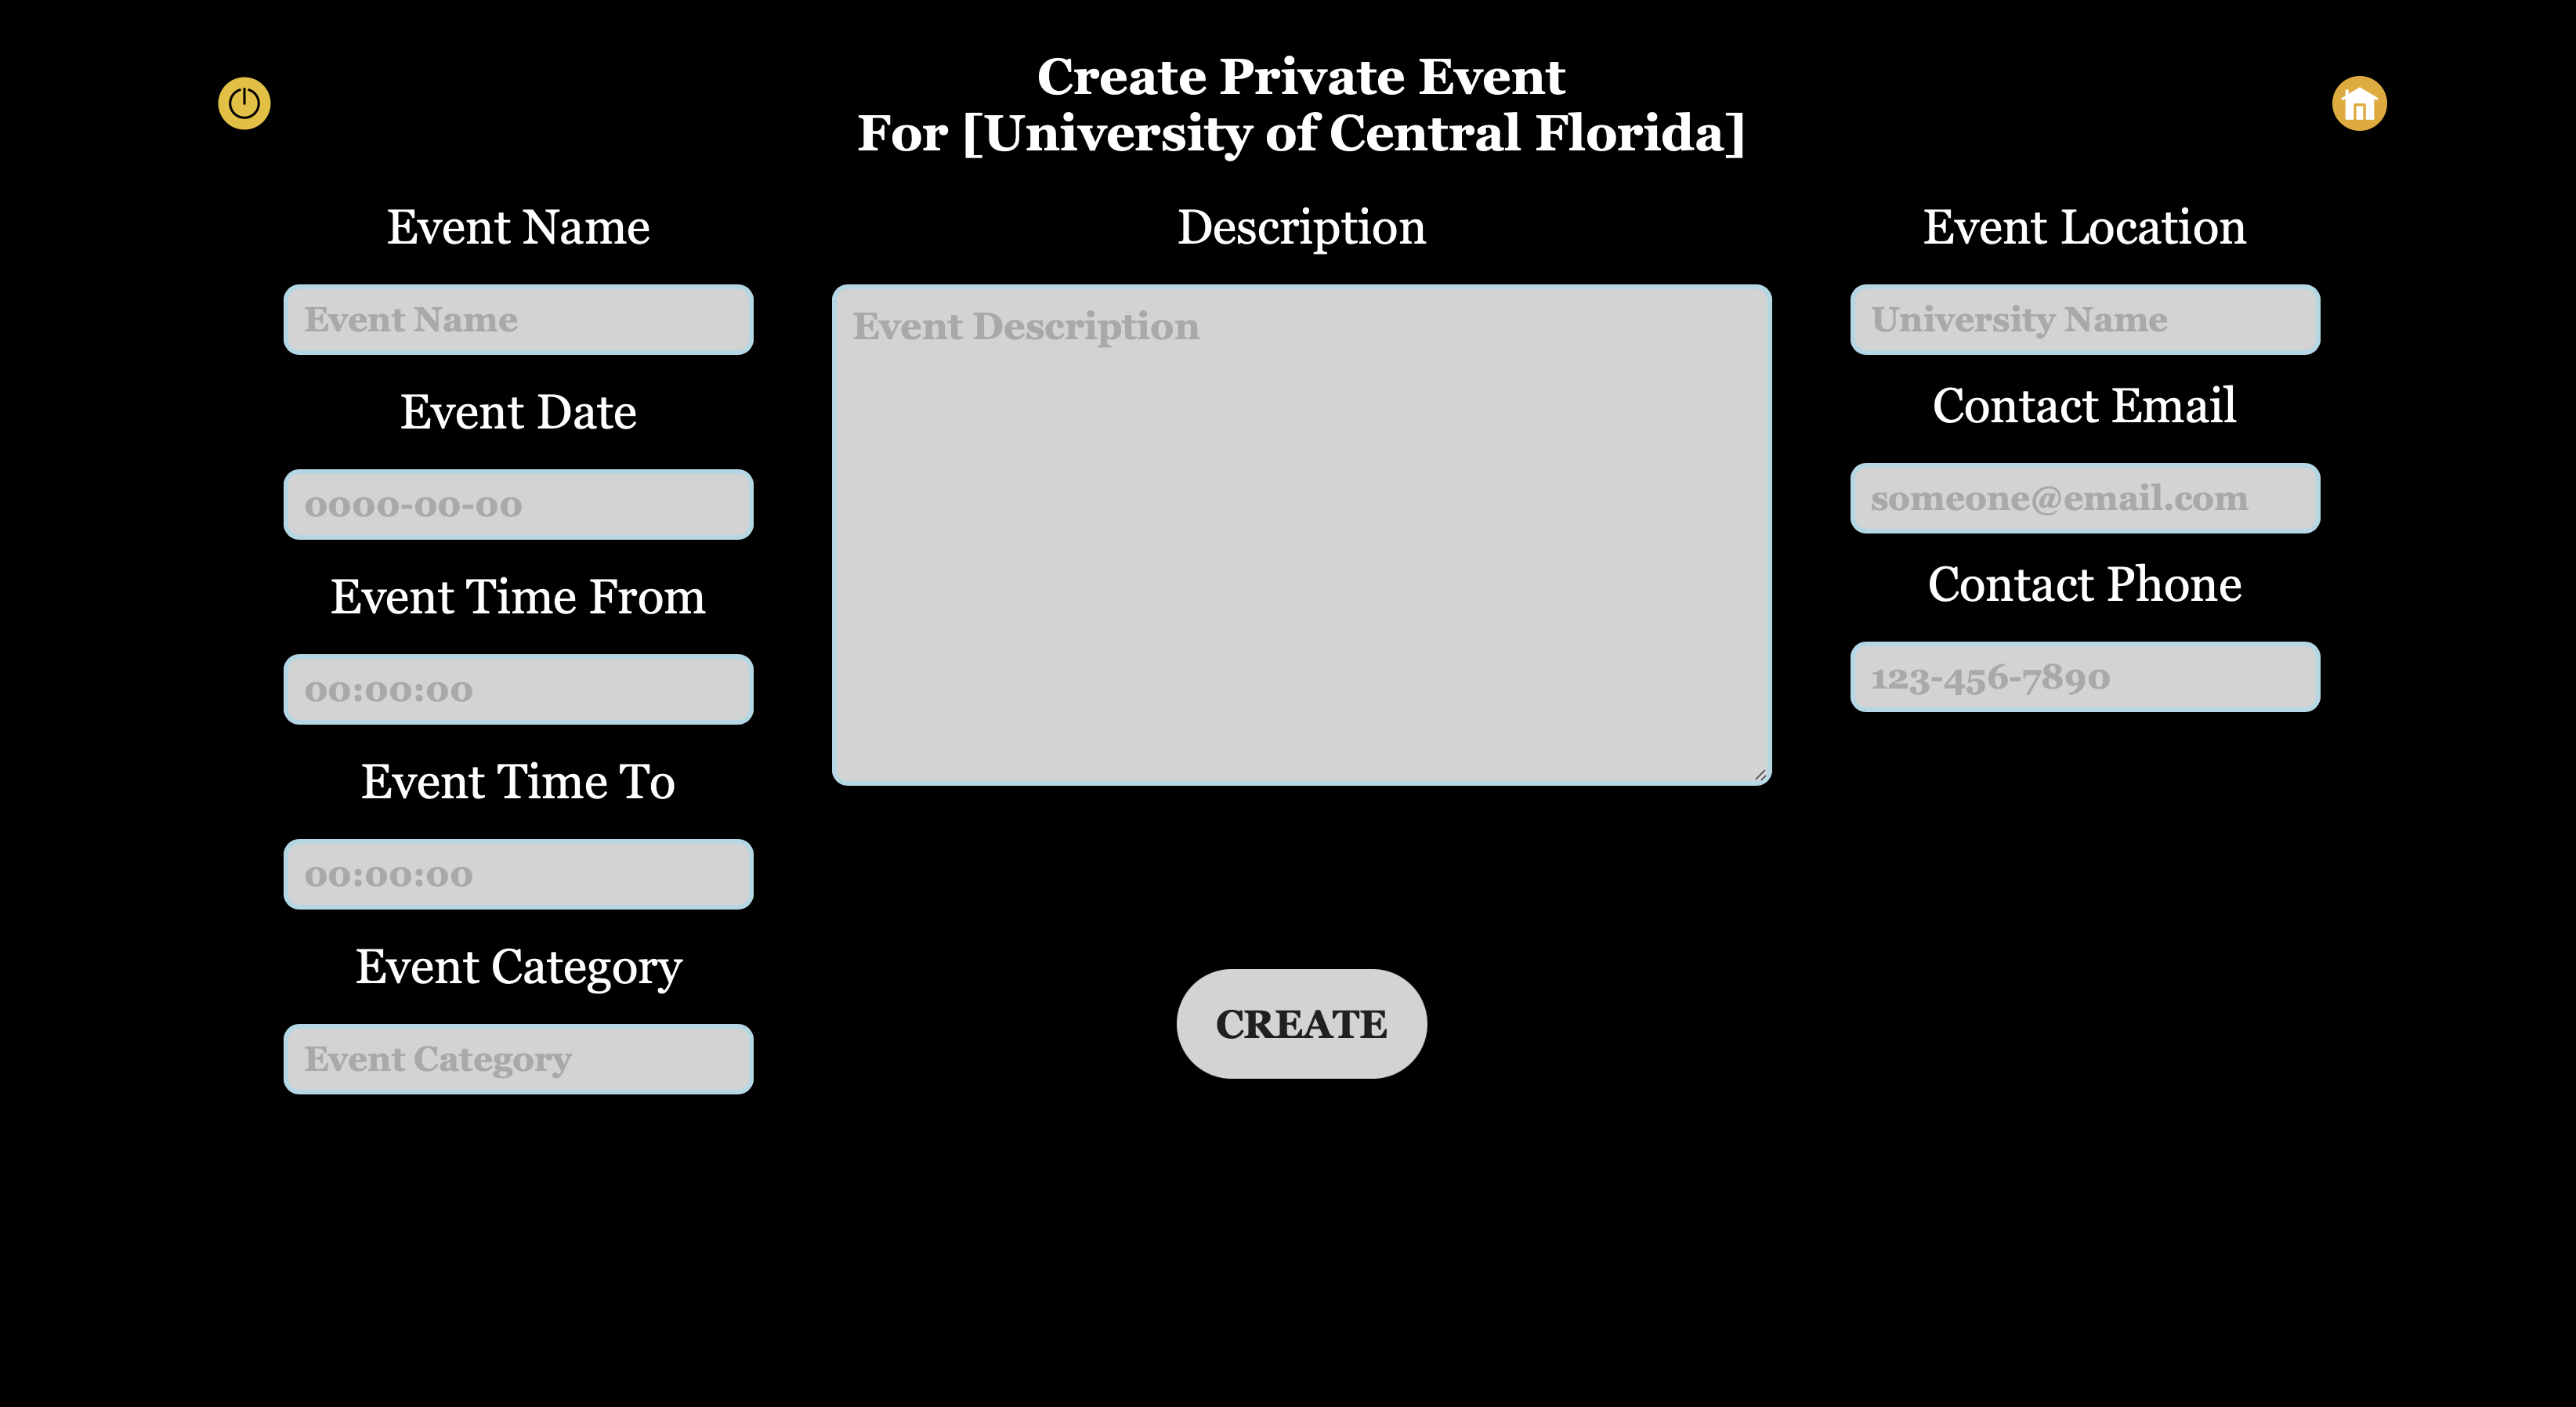 Create Private Event
For [University of Central Florida]
Event Name
Event Name
Event Date
0000-00-00
Event Time From
00:00:00
Event Time To
00:00:00
Event Category
Event Category
Description
Event Description
CREATE
Event Location
University Name
Contact Email
someone@email.com
Contact Phone
123-456-7890